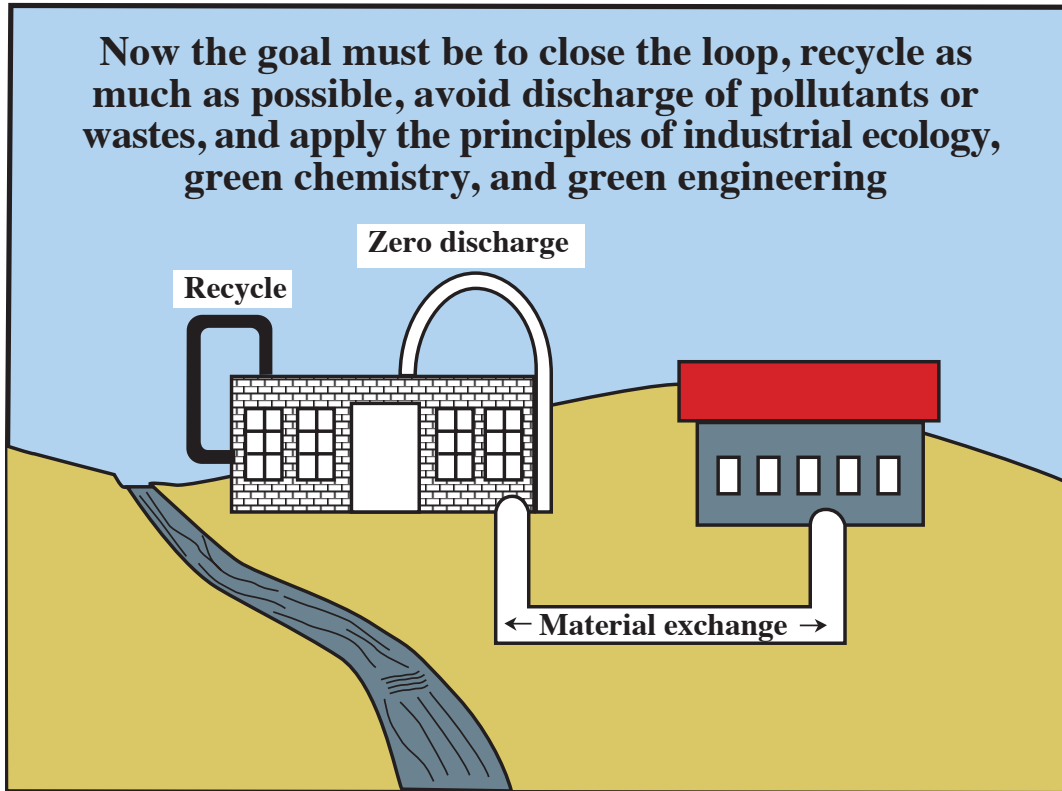 Now the goal must be to close the loop, recycle as
much as possible, avoid discharge of pollutants or
wastes, and apply the principles of industrial ecology,
green chemistry, and green engineering
Zero discharge
Recycle
← Material exchange →